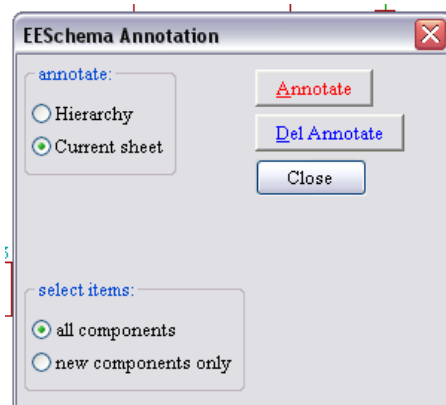 EESchema Annotation
annotate:
Hierarchy
Current sheet
Annotate
Del Annotate
Close
select items:
all components
new components only